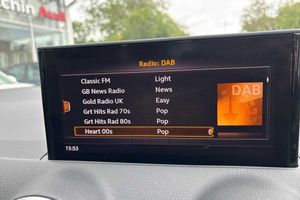 chin Audi
Radio: DAB
Classic FM Light
GB News Radio News
Gold Radio UK Easy
Grt Hits Rad 70s Pop
Grt Hits Rad 80s Pop
Heart 00s Pop
DAB
13:53